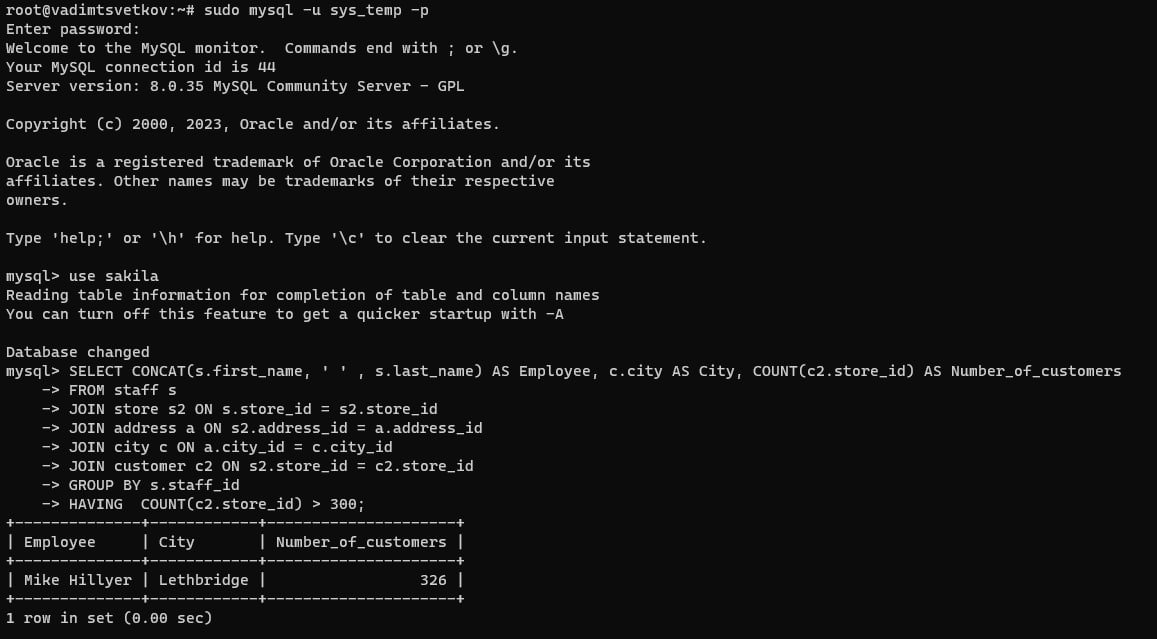 root@vadimtsvetkov:~# sudo mysql -u sys_temp -p
Enter password:
Welcome to the MySQL monitor.  Commands end with ; or \g.
Your MySQL connection id is 44
Server version: 8.0.35 MySQL Community Server - GPL

Copyright (c) 2000, 2023, Oracle and/or its affiliates.

Oracle is a registered trademark of Oracle Corporation and/or its
affiliates. Other names may be trademarks of their respective
owners.

Type 'help;' or '\h' for help. Type '\c' to clear the current input statement.

mysql> use sakila
Reading table information for completion of table and column names
You can turn off this feature to get a quicker startup with -A

Database changed
mysql> SELECT CONCAT(s.first_name, ' ' , s.last_name) AS Employee, c.city AS City, COUNT(c2.store_id) AS Number_of_customers
    -> FROM staff s
    -> JOIN store s2 ON s.store_id = s2.store_id
    -> JOIN address a ON s2.address_id = a.address_id
    -> JOIN city c ON a.city_id = c.city_id
    -> JOIN customer c2 ON s2.store_id = c2.store_id
    -> GROUP BY s.staff_id
    -> HAVING  COUNT(c2.store_id) > 300;
+--------------+------------+---------------------+
| Employee     | City       | Number_of_customers |
+--------------+------------+---------------------+
| Mike Hillyer | Lethbridge |                 326 |
+--------------+------------+---------------------+
1 row in set (0.00 sec)